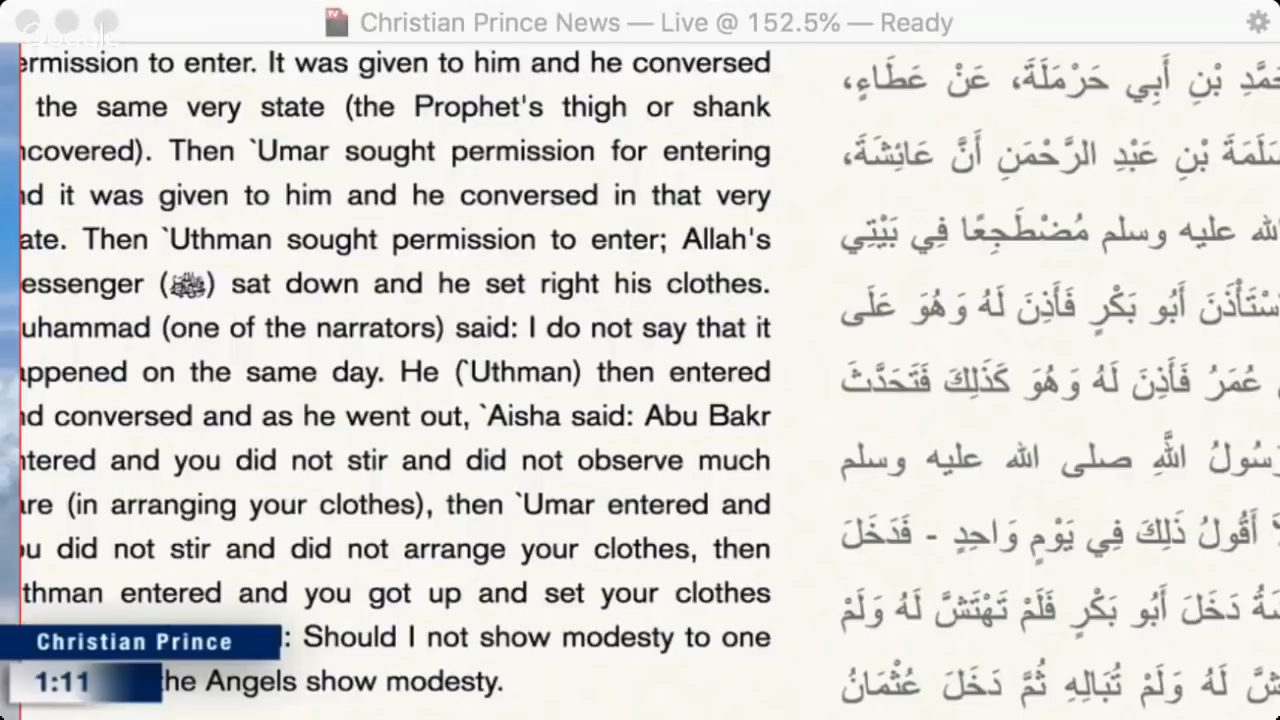 Christian Prince News — Live @ 152.5% — Ready
Google
ermission to enter. It was given to him and he conversed
the same very state (the Prophet's thigh or shank
ncovered). Then `Umar sought permission for entering
nd it was given to him and he conversed in that very
ate. Then `Uthman sought permission to enter; Allah's
essenger (ﷺ) sat down and he set right his clothes.
uhammad (one of the narrators) said: I do not say that it
appened on the same day. He (`Uthman) then entered
nd conversed and as he went out, `Aisha said: Abu Bakr
ntered and you did not stir and did not observe much
are (in arranging your clothes), then `Umar entered and
ou did not stir and did not arrange your clothes, then
thman entered and you got up and set your clothes
: Should I not show modesty to one
the Angels show modesty.
مَّدِ بْنِ أَبِي حَرْمَلَةَ، عَنْ عَطَاءٍ،
سَلَمَةَ بْنِ عَبْدِ الرَّحْمَنِ أَنَّ عَائِشَةَ،
الله عليه وسلم مُضْطَجِعًا فِي بَيْتِي
سْتَأْذَنَ أَبُو بَكْرٍ فَأَذِنَ لَهُ وَهُوَ عَلَى
عُمَرُ فَأَذِنَ لَهُ وَهُوَ كَذَلِكَ فَتَحَدَّثَ
رَسُولُ اللَّهِ صلى الله عليه وسلم
أَقُولُ ذَلِكَ فِي يَوْمٍ وَاحِدٍ - فَدَخَلَ
دَخَلَ أَبُو بَكْرٍ فَلَمْ تَهْتَشَّ لَهُ وَلَمْ
شَّ لَهُ وَلَمْ تُبَالِهِ ثُمَّ دَخَلَ عُثْمَانُ
Christian Prince
1:11